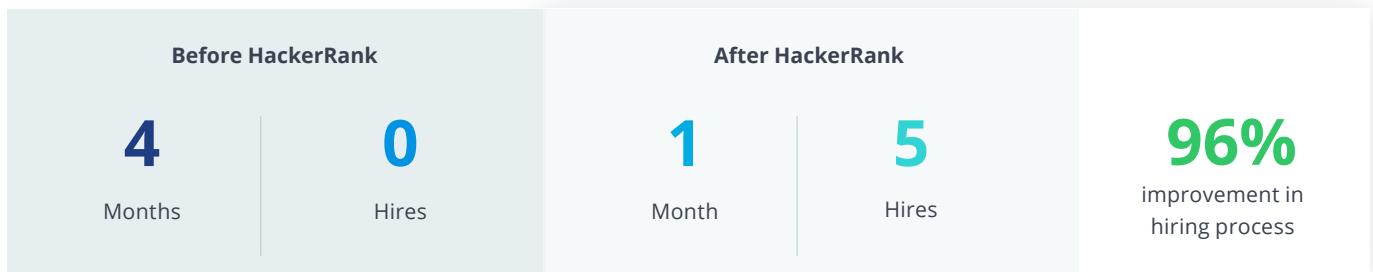 Before HackerRank
4
Months
0
Hires
After HackerRank
1
Month
5
Hires
96%
improvement in
hiring process